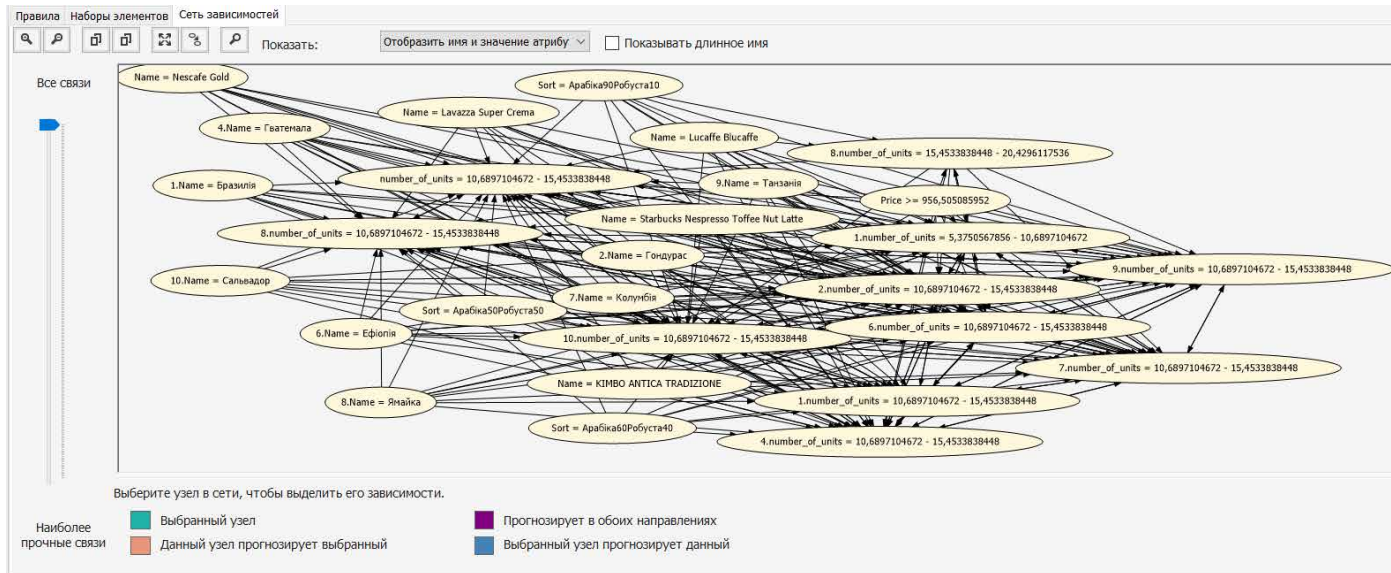 Правила Наборы элементов Сеть зависимостей
Показать: Отобразить имя и значение атрибу Показывать длинное имя
Все связи
Name = Nescafe Gold
Sort = Арабіка90Робуста10
Name = Lavazza Super Crema
4.Name = Гватемала
Name = Lucaffe Blucaffe
8.number_of_units = 15,4533838448 - 20,4296117536
number_of_units = 10,6897104672 - 15,4533838448
1.Name = Бразилія
9.Name = Танзанія
Price >= 956,505085952
Name = Starbucks Nespresso Toffee Nut Latte
8.number_of_units = 10,6897104672 - 15,4533838448
1.number_of_units = 5,3750567856 - 10,6897104672
2.Name = Гондурас
9.number_of_units = 10,6897104672 - 15,4533838448
10.Name = Сальвадор
2.number_of_units = 10,6897104672 - 15,4533838448
7.Name = Колумбія
Sort = Арабіка50Робуста50
6.number_of_units = 10,6897104672 - 15,4533838448
6.Name = Ефіопія
10.number_of_units = 10,6897104672 - 15,4533838448
7.number_of_units = 10,6897104672 - 15,4533838448
Name = KIMBO ANTICA TRADIZIONE
8.Name = Ямайка
1.number_of_units = 10,6897104672 - 15,4533838448
Sort = Арабіка60Робуста40
4.number_of_units = 10,6897104672 - 15,4533838448
Выберите узел в сети, чтобы выделить его зависимости.
Наиболее
прочные связи
Выбранный узел
Прогнозирует в обоих направлениях
Данный узел прогнозирует выбранный
Выбранный узел прогнозирует данный